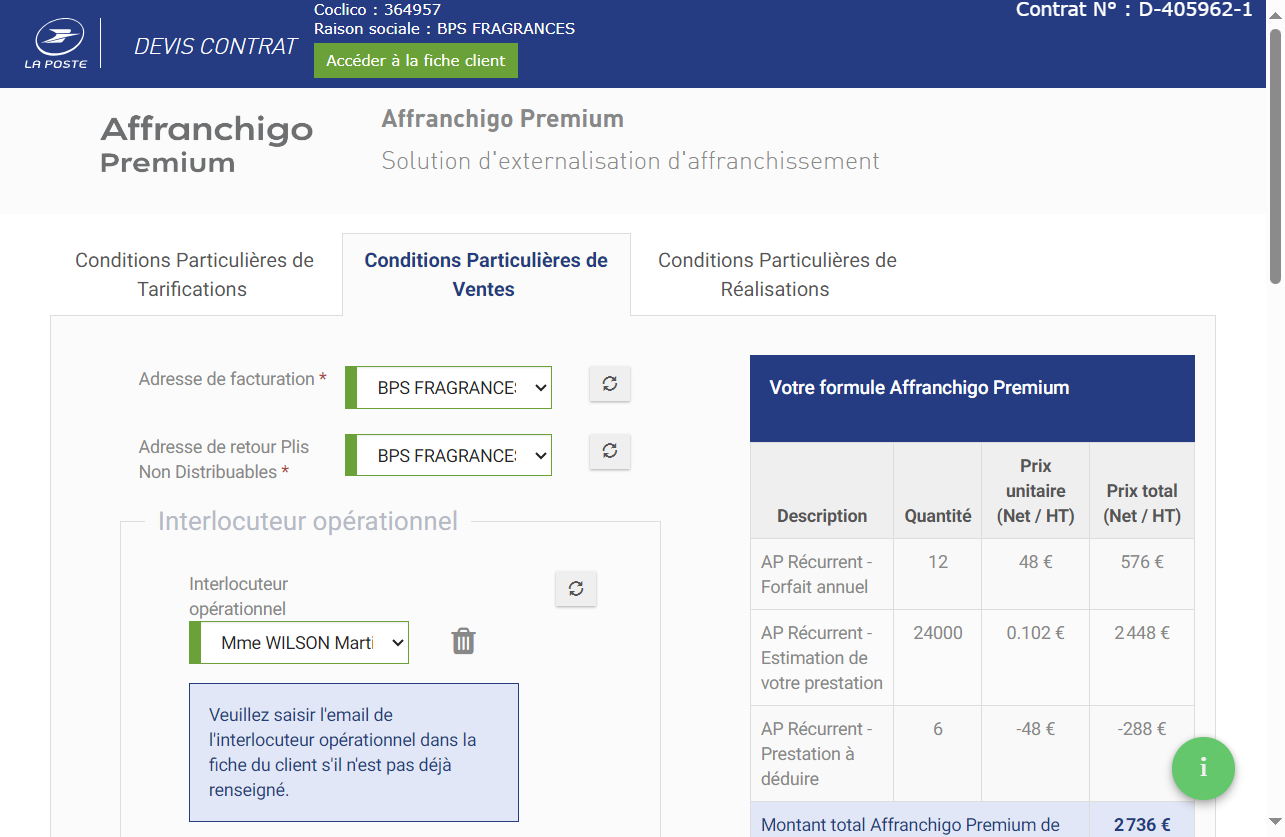 LA POSTE
DEVIS CONTRAT
Coclico : 364957
Raison sociale : BPS FRAGRANCES
Accéder à la fiche client
Contrat N° : D-405962-1
Affranchigo
Premium
Affranchigo Premium
Solution d'externalisation d'affranchissement
Conditions Particulières de
Tarifications
Conditions Particulières de
Ventes
Conditions Particulières de
Réalisations
Adresse de facturation *
BPS FRAGRANCES
Adresse de retour Plis
Non Distribuables *
BPS FRAGRANCES
Interlocuteur opérationnel
Interlocuteur
opérationnel
Mme WILSON Marti
Veuillez saisir l'email de
l'interlocuteur opérationnel dans la
fiche du client s'il n'est pas déjà
renseigné.
Votre formule Affranchigo Premium
Description
Quantité
Prix
unitaire
(Net / HT)
Prix total
(Net / HT)
AP Récurrent -
Forfait annuel
12
48 €
576 €
AP Récurrent -
Estimation de
votre prestation
24000
0.102 €
2 448 €
AP Récurrent -
Prestation à
déduire
6
-48 €
-288 €
i
Montant total Affranchigo Premium de
2 736 €